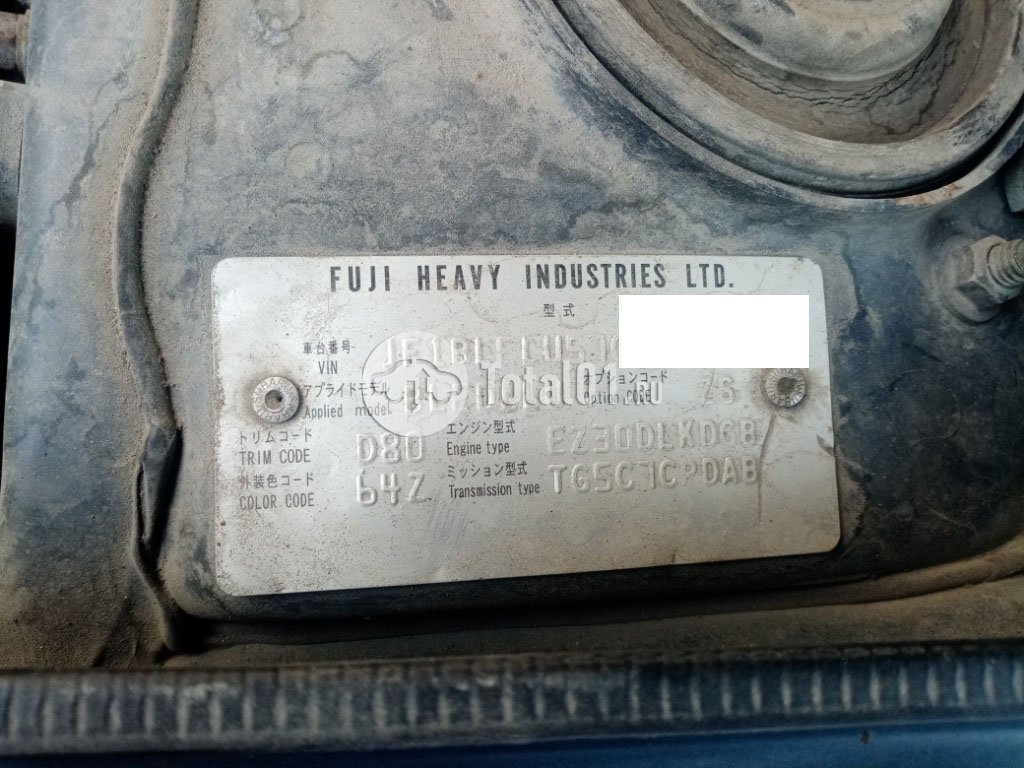 FUJI HEAVY INDUSTRIES LTD.
型式
車台番号
VIN
アプライドモデル
Applied model
オプションコード
Option CODE
トリムコード
TRIM CODE D80
エンジン型式
Engine type EZ30DLKDGB
外装色コード
COLOR CODE 64Z
ミッション型式
Transmission type TG5C7CPDAB